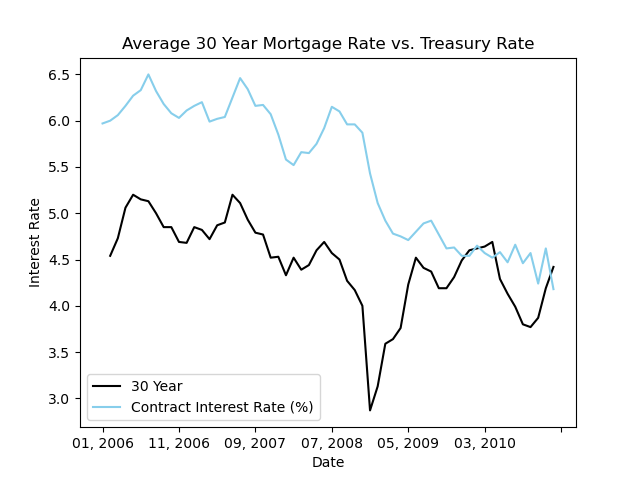 Average 30 Year Mortgage Rate vs. Treasury Rate
6.5
6.0
5.5
5.0
4.5
4.0
3.5
3.0
Interest Rate
30 Year
Contract Interest Rate (%)
01, 2006 11, 2006 09, 2007 07, 2008 05, 2009 03, 2010
Date